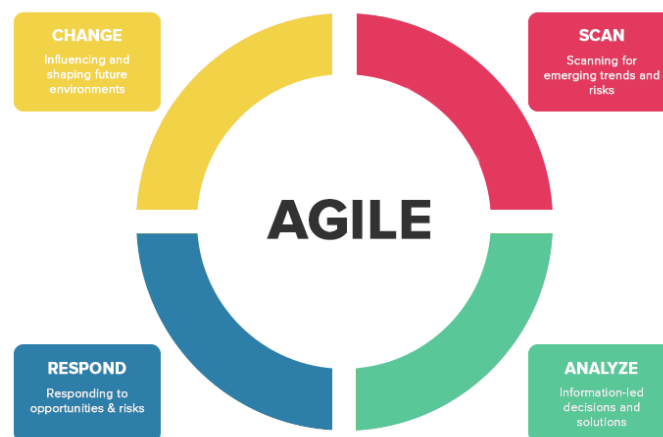 CHANGE
Influencing and
shaping future
environments
SCAN
Scanning for
emerging trends and
risks
AGILE
RESPOND
Responding to
opportunities & risks
ANALYZE
Information-led
decisions and
solutions